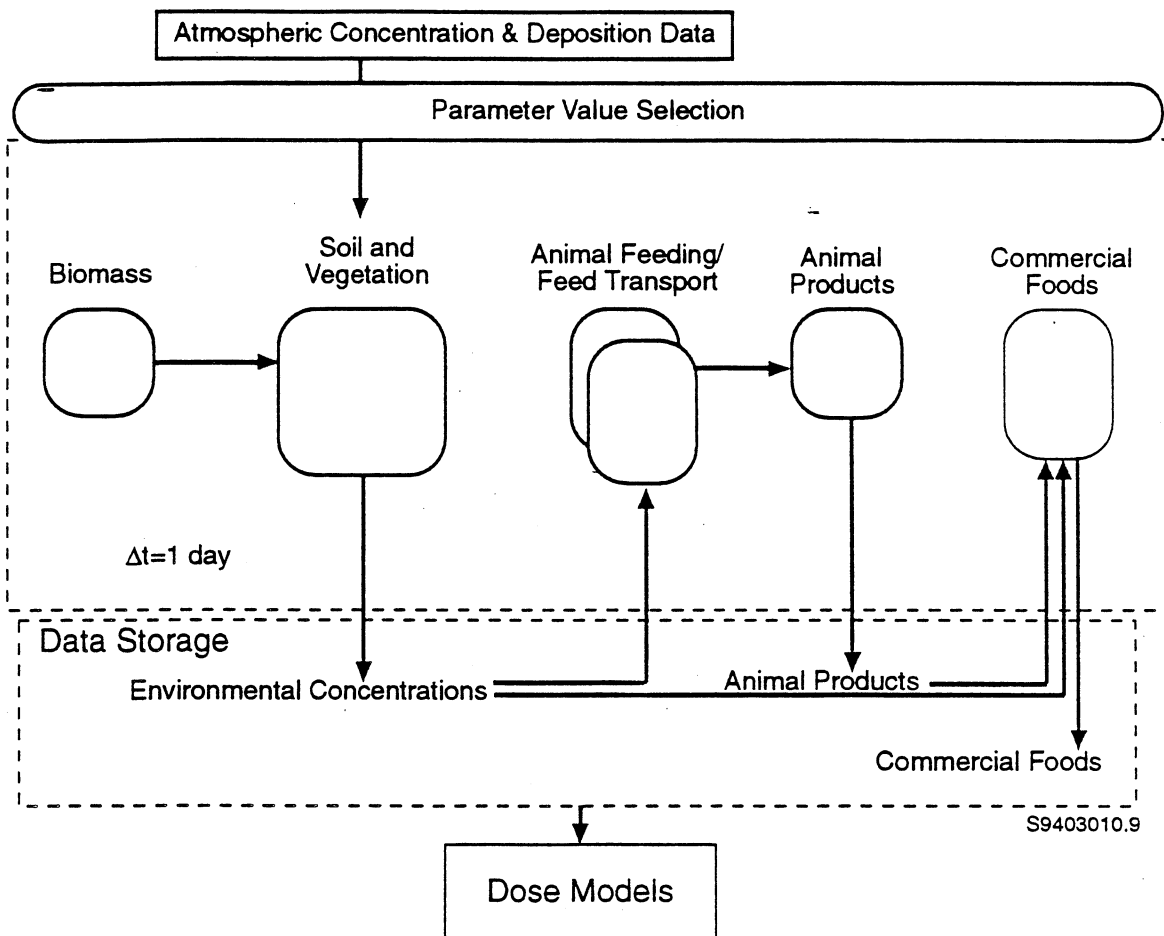 Atmospheric Concentration & Deposition Data
Parameter Value Selection
Biomass
Soil and
Vegetation
Animal Feeding/
Feed Transport
Animal
Products
Commercial
Foods
Δt=1 day
Data Storage
Environmental Concentrations
Animal Products
Commercial Foods
S9403010.9
Dose Models